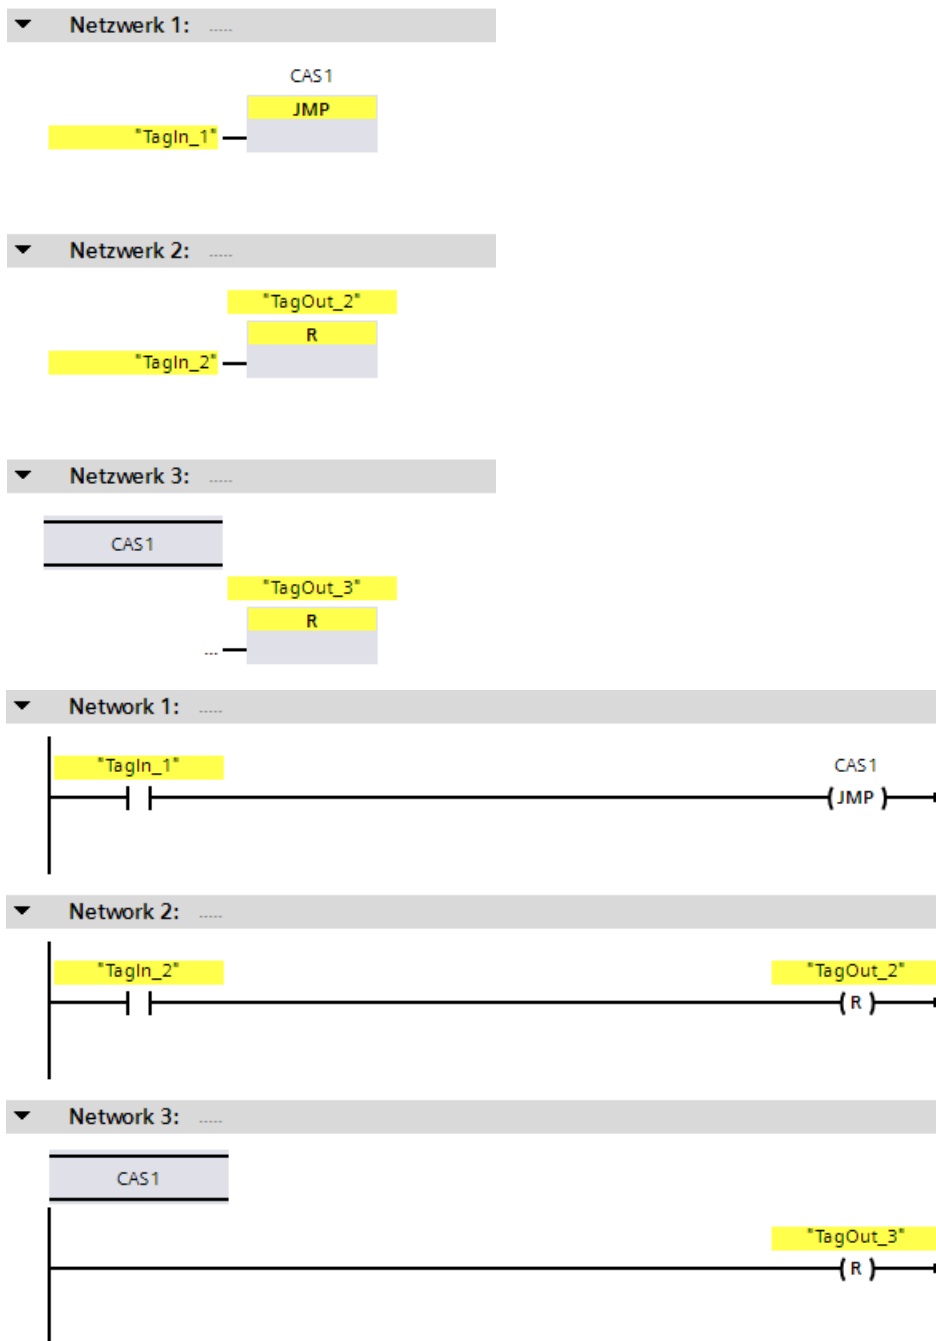 Netzwerk 1: .....
CAS1
JMP
"TagIn_1"
Netzwerk 2: .....
"TagOut_2"
R
"TagIn_2"
Netzwerk 3: .....
CAS1
"TagOut_3"
R
...
Network 1: .....
"TagIn_1" CAS1
( JMP )
Network 2: .....
"TagIn_2" "TagOut_2"
( R )
Network 3: .....
CAS1
"TagOut_3"
( R )